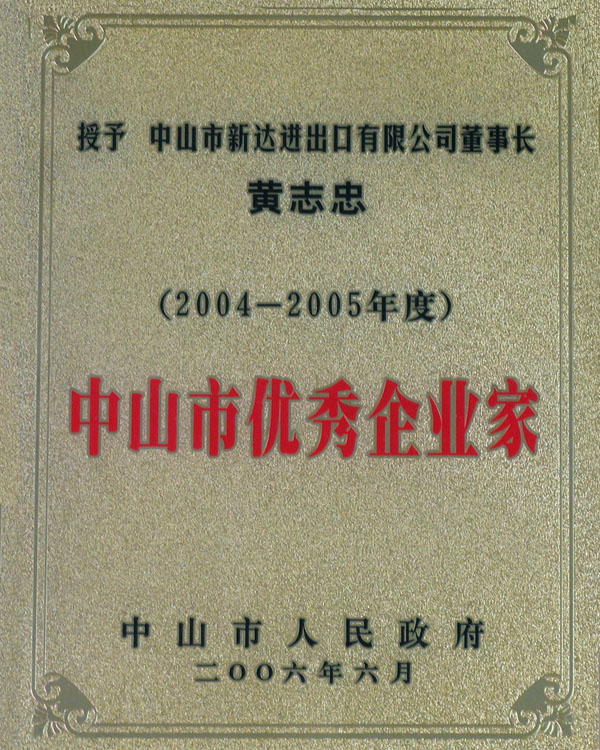 授予 中山市新达进出口有限公司董事长
黄志忠
(2004—2005年度)
中山市优秀企业家
中山市人民政府
二〇〇六年六月